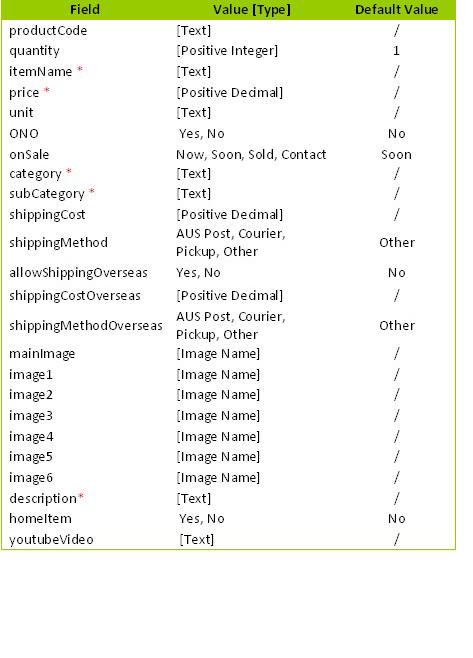 Field Value [Type] Default Value
productCode [Text] /
quantity [Positive Integer] 1
itemName * [Text] /
price * [Positive Decimal] /
unit [Text] /
ONO Yes, No No
onSale Now, Soon, Sold, Contact Soon
category * [Text] /
subCategory * [Text] /
shippingCost [Positive Decimal] /
shippingMethod AUS Post, Courier, Pickup, Other Other
allowShippingOverseas Yes, No No
shippingCostOverseas [Positive Decimal] /
shippingMethodOverseas AUS Post, Courier, Pickup, Other Other
mainImage [Image Name] /
image1 [Image Name] /
image2 [Image Name] /
image3 [Image Name] /
image4 [Image Name] /
image5 [Image Name] /
image6 [Image Name] /
description* [Text] /
homeItem Yes, No No
youtubeVideo [Text] /